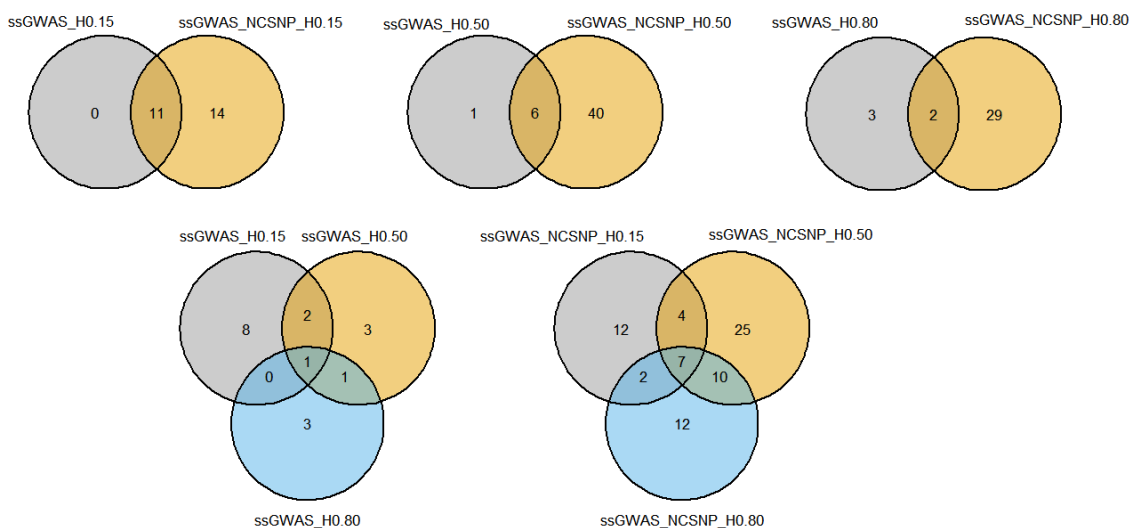 ssGWAS_H0.15 ssGWAS_NCSNP_H0.15
0 11 14
ssGWAS_H0.50 ssGWAS_NCSNP_H0.50
1 6 40
ssGWAS_H0.80 ssGWAS_NCSNP_H0.80
3 2 29
ssGWAS_H0.15 ssGWAS_H0.50
8 2 3
1
0 1
3
ssGWAS_H0.80
ssGWAS_NCSNP_H0.15 ssGWAS_NCSNP_H0.50
12 4 25
7
2 10
12
ssGWAS_NCSNP_H0.80